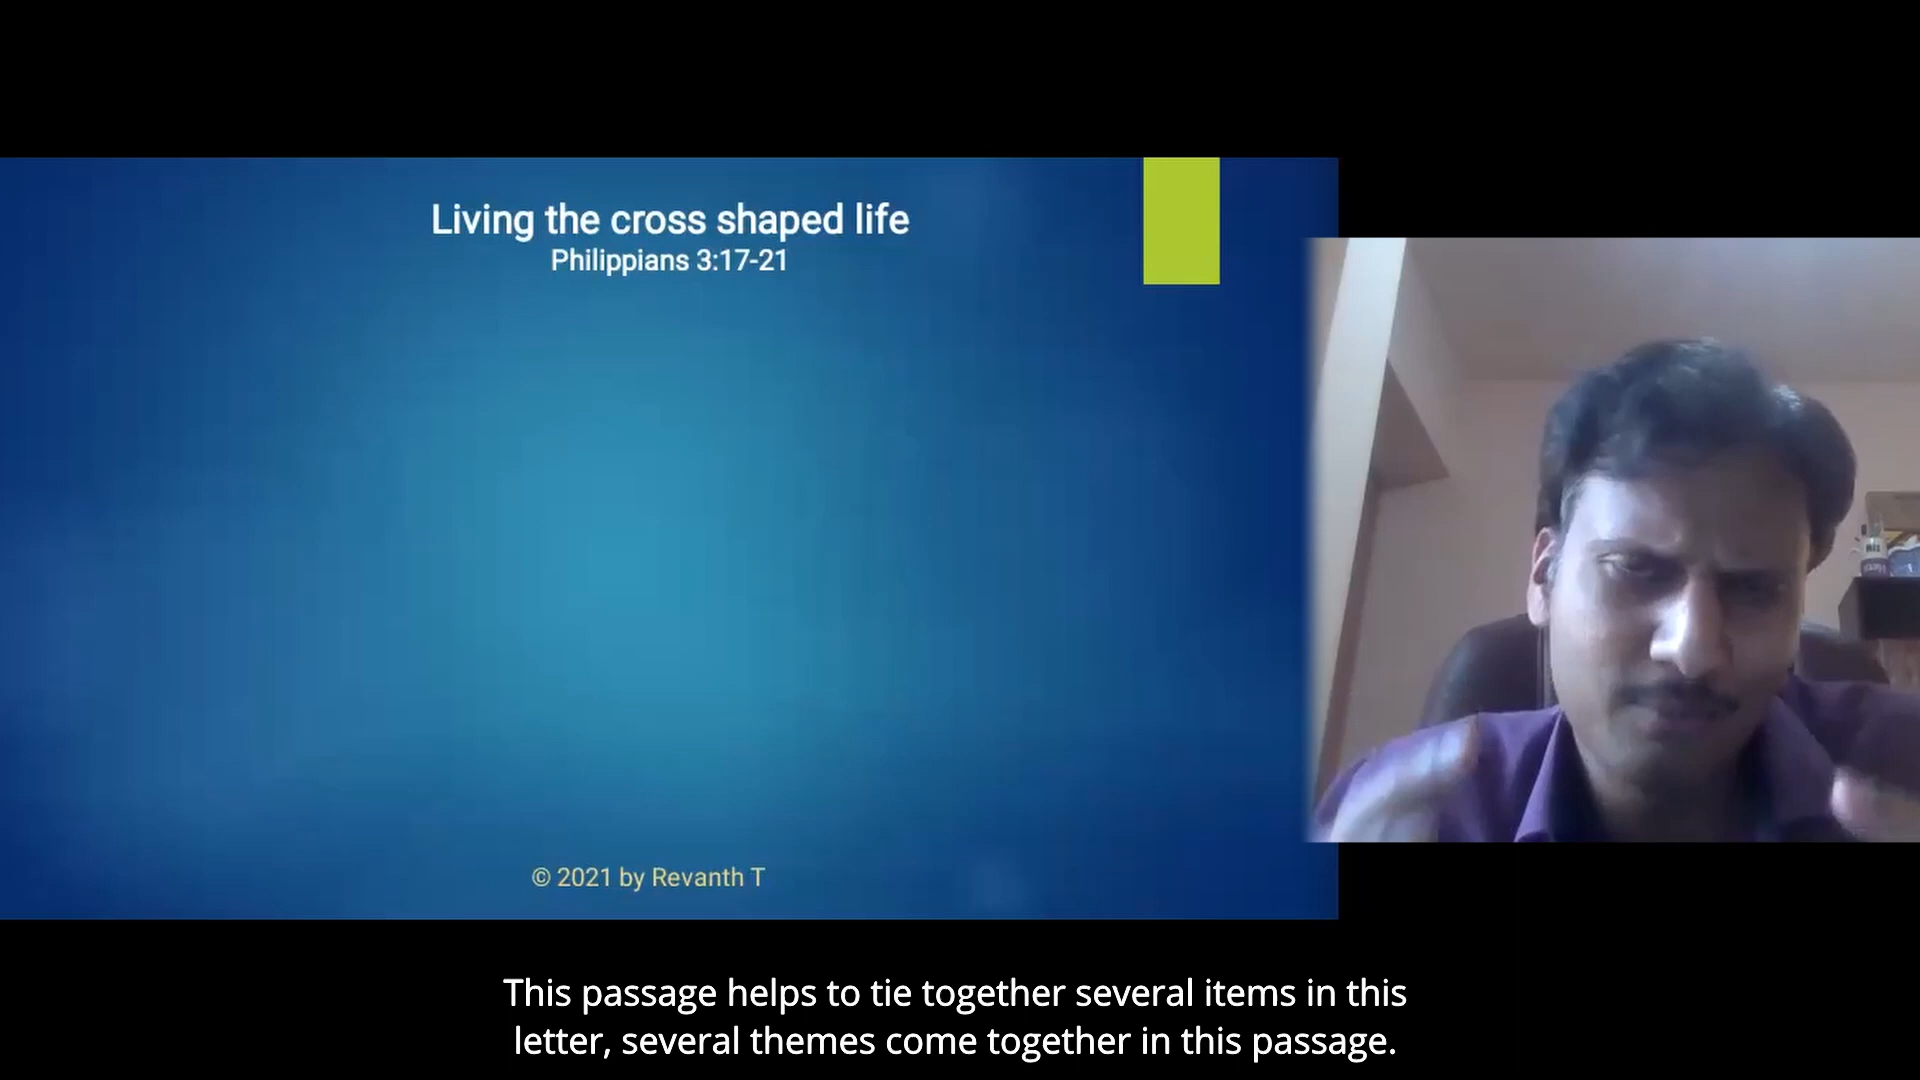 Living the cross shaped life
Philippians 3:17-21
© 2021 by Revanth T
This passage helps to tie together several items in this
letter, several themes come together in this passage.